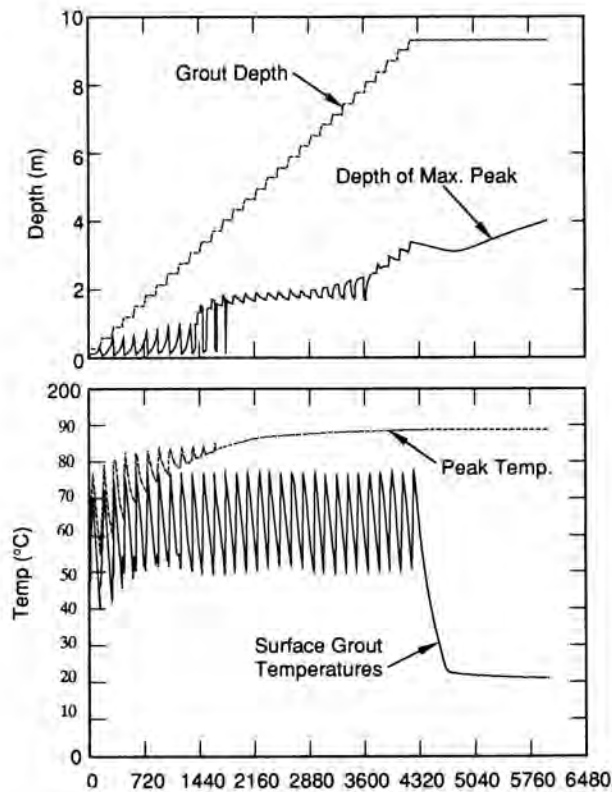 10
Grout Depth
8
6
Depth (m)
Depth of Max. Peak
4
2
0
200
90
80
Peak Temp.
70
60
Temp (°C)
50
40
30
Surface Grout
Temperatures
20
10
0
0 720 1440 2160 2880 3600 4320 5040 5760 6480